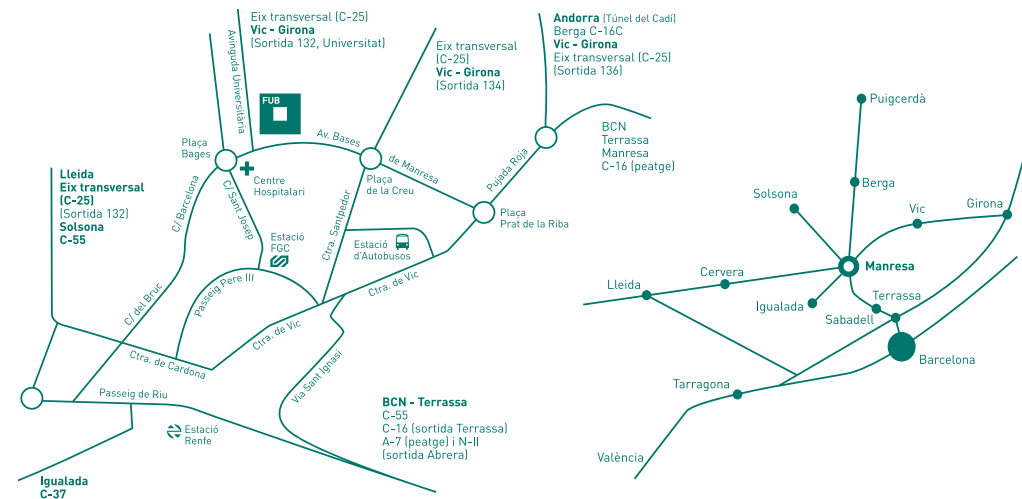 Eix transversal (C-25)
Vic - Girona
(Sortida 132, Universitat)
Avinguda Universitària
FUB
Eix transversal
(C-25)
Vic - Girona
(Sortida 134)
Andorra (Túnel del Cadí)
Berga C-16C
Vic - Girona
Eix transversal (C-25)
(Sortida 136)
BCN
Terrassa
Manresa
C-16 (peatge)
Plaça
Bages
Av. Bases
de Manresa
Pujada Roja
Centre
Hospitalari
Plaça
de la Creu
Plaça
Prat de la Riba
Lleida
Eix transversal
(C-25)
(Sortida 132)
Solsona
C-55
C/ Barcelona
C/ Sant Josep
Estació
FGC
Ctra. Santpedor
Estació
d'Autobusos
Ctra. de Vic
Passeig Pere III
C/ del Bruc
Ctra. de Vic
Ctra. de Cardona
Via Sant Ignasi
Passeig de Riu
Estació
Renfe
BCN - Terrassa
C-55
C-16 (sortida Terrassa)
A-7 (peatge) i N-II
(sortida Abrera)
Igualada
C-37
Puigcerdà
Berga
Solsona
Vic
Girona
Manresa
Cervera
Lleida
Igualada
Terrassa
Sabadell
Barcelona
Tarragona
València